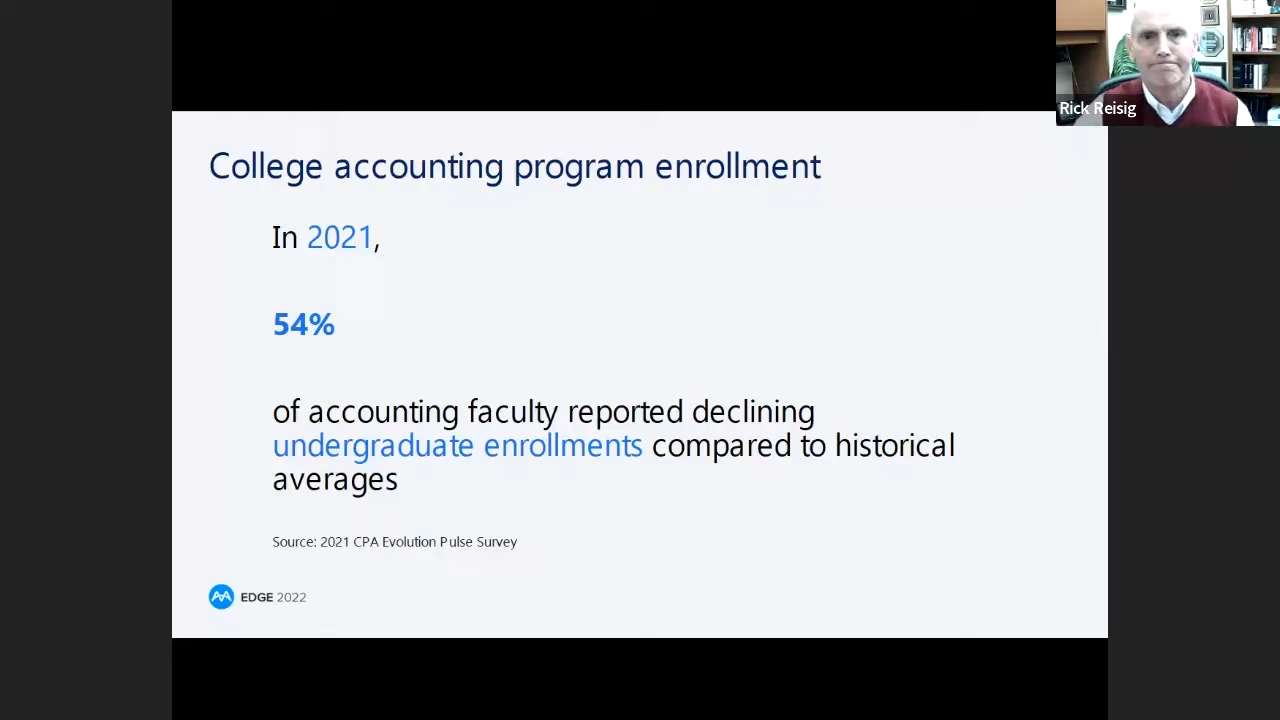 Rick Reisig
College accounting program enrollment
In 2021,
54%
of accounting faculty reported declining
undergraduate enrollments compared to historical
averages
Source: 2021 CPA Evolution Pulse Survey
EDGE 2022